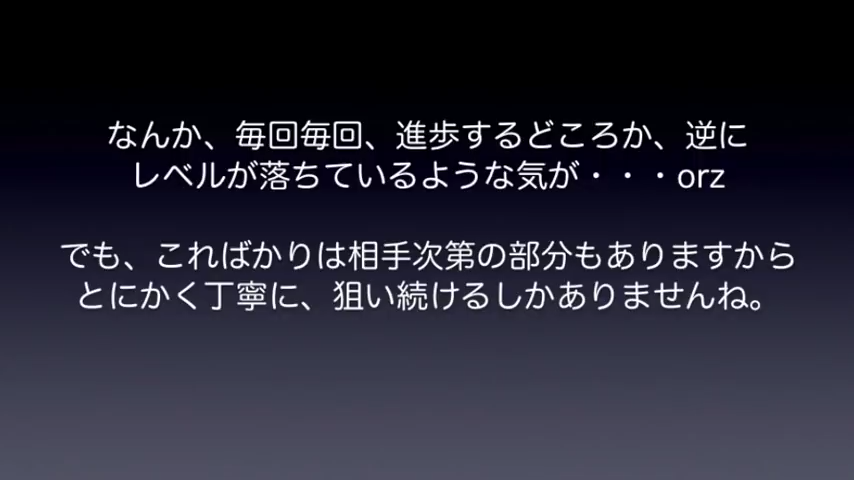 なんか、毎回毎回、進歩するどころか、逆に
レベルが落ちているような気が・・・orz
でも、こればかりは相手次第の部分もありますから
とにかく丁寧に、狙い続けるしかありませんね。